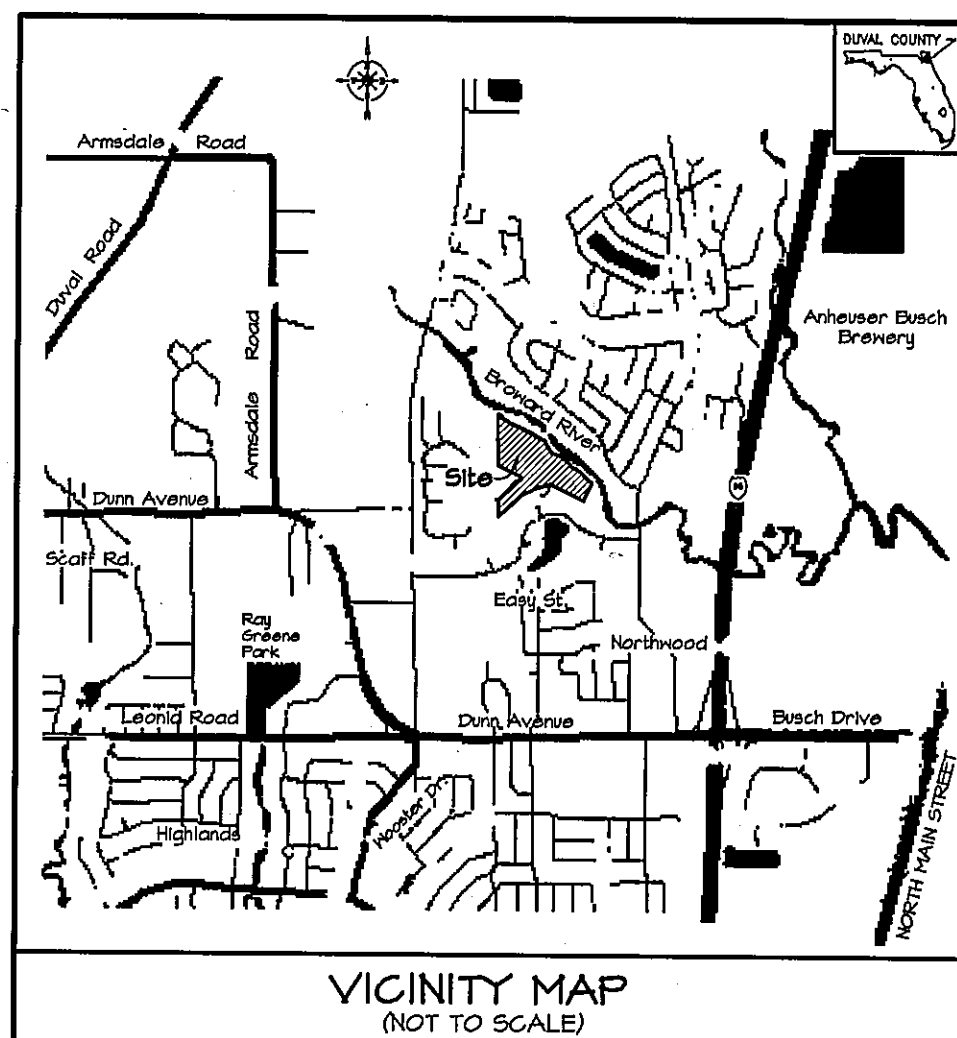 DUVAL COUNTY
Armsdale Road
Duval Road
Armsdale Road
Anheuser Busch
Brewery
Broward River
Site
Dunn Avenue
Scaff Rd.
Easy St.
Ray
Greene
Park
Northwood
Leonid Road
Dunn Avenue
Busch Drive
Wooster Dr.
Highlands
NORTH MAIN STREET
VICINITY MAP
(NOT TO SCALE)